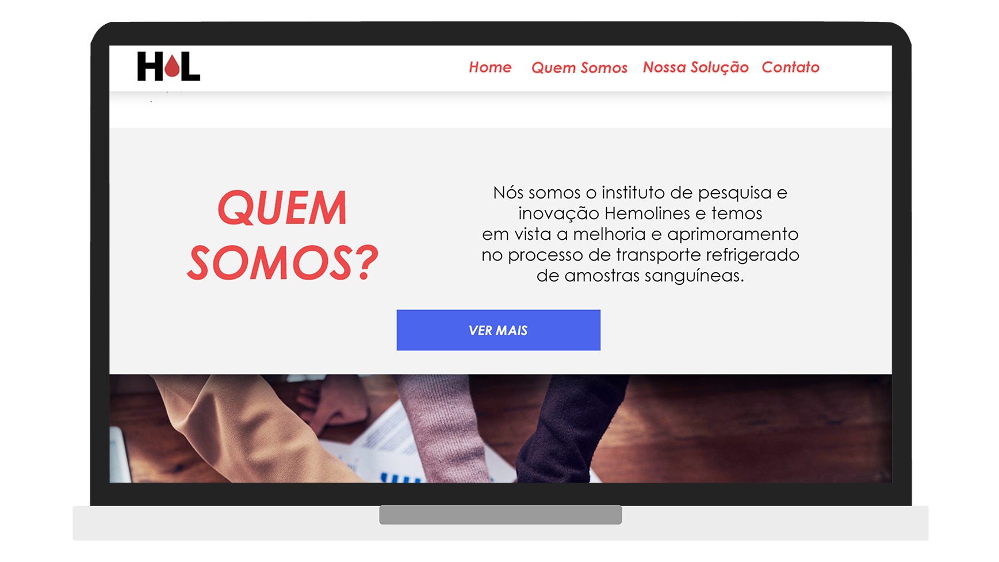 HL
Home Quem Somos Nossa Solução Contato
QUEM
SOMOS?
Nós somos o instituto de pesquisa e
inovação Hemolines e temos
em vista a melhoria e aprimoramento
no processo de transporte refrigerado
de amostras sanguíneas.
VER MAIS